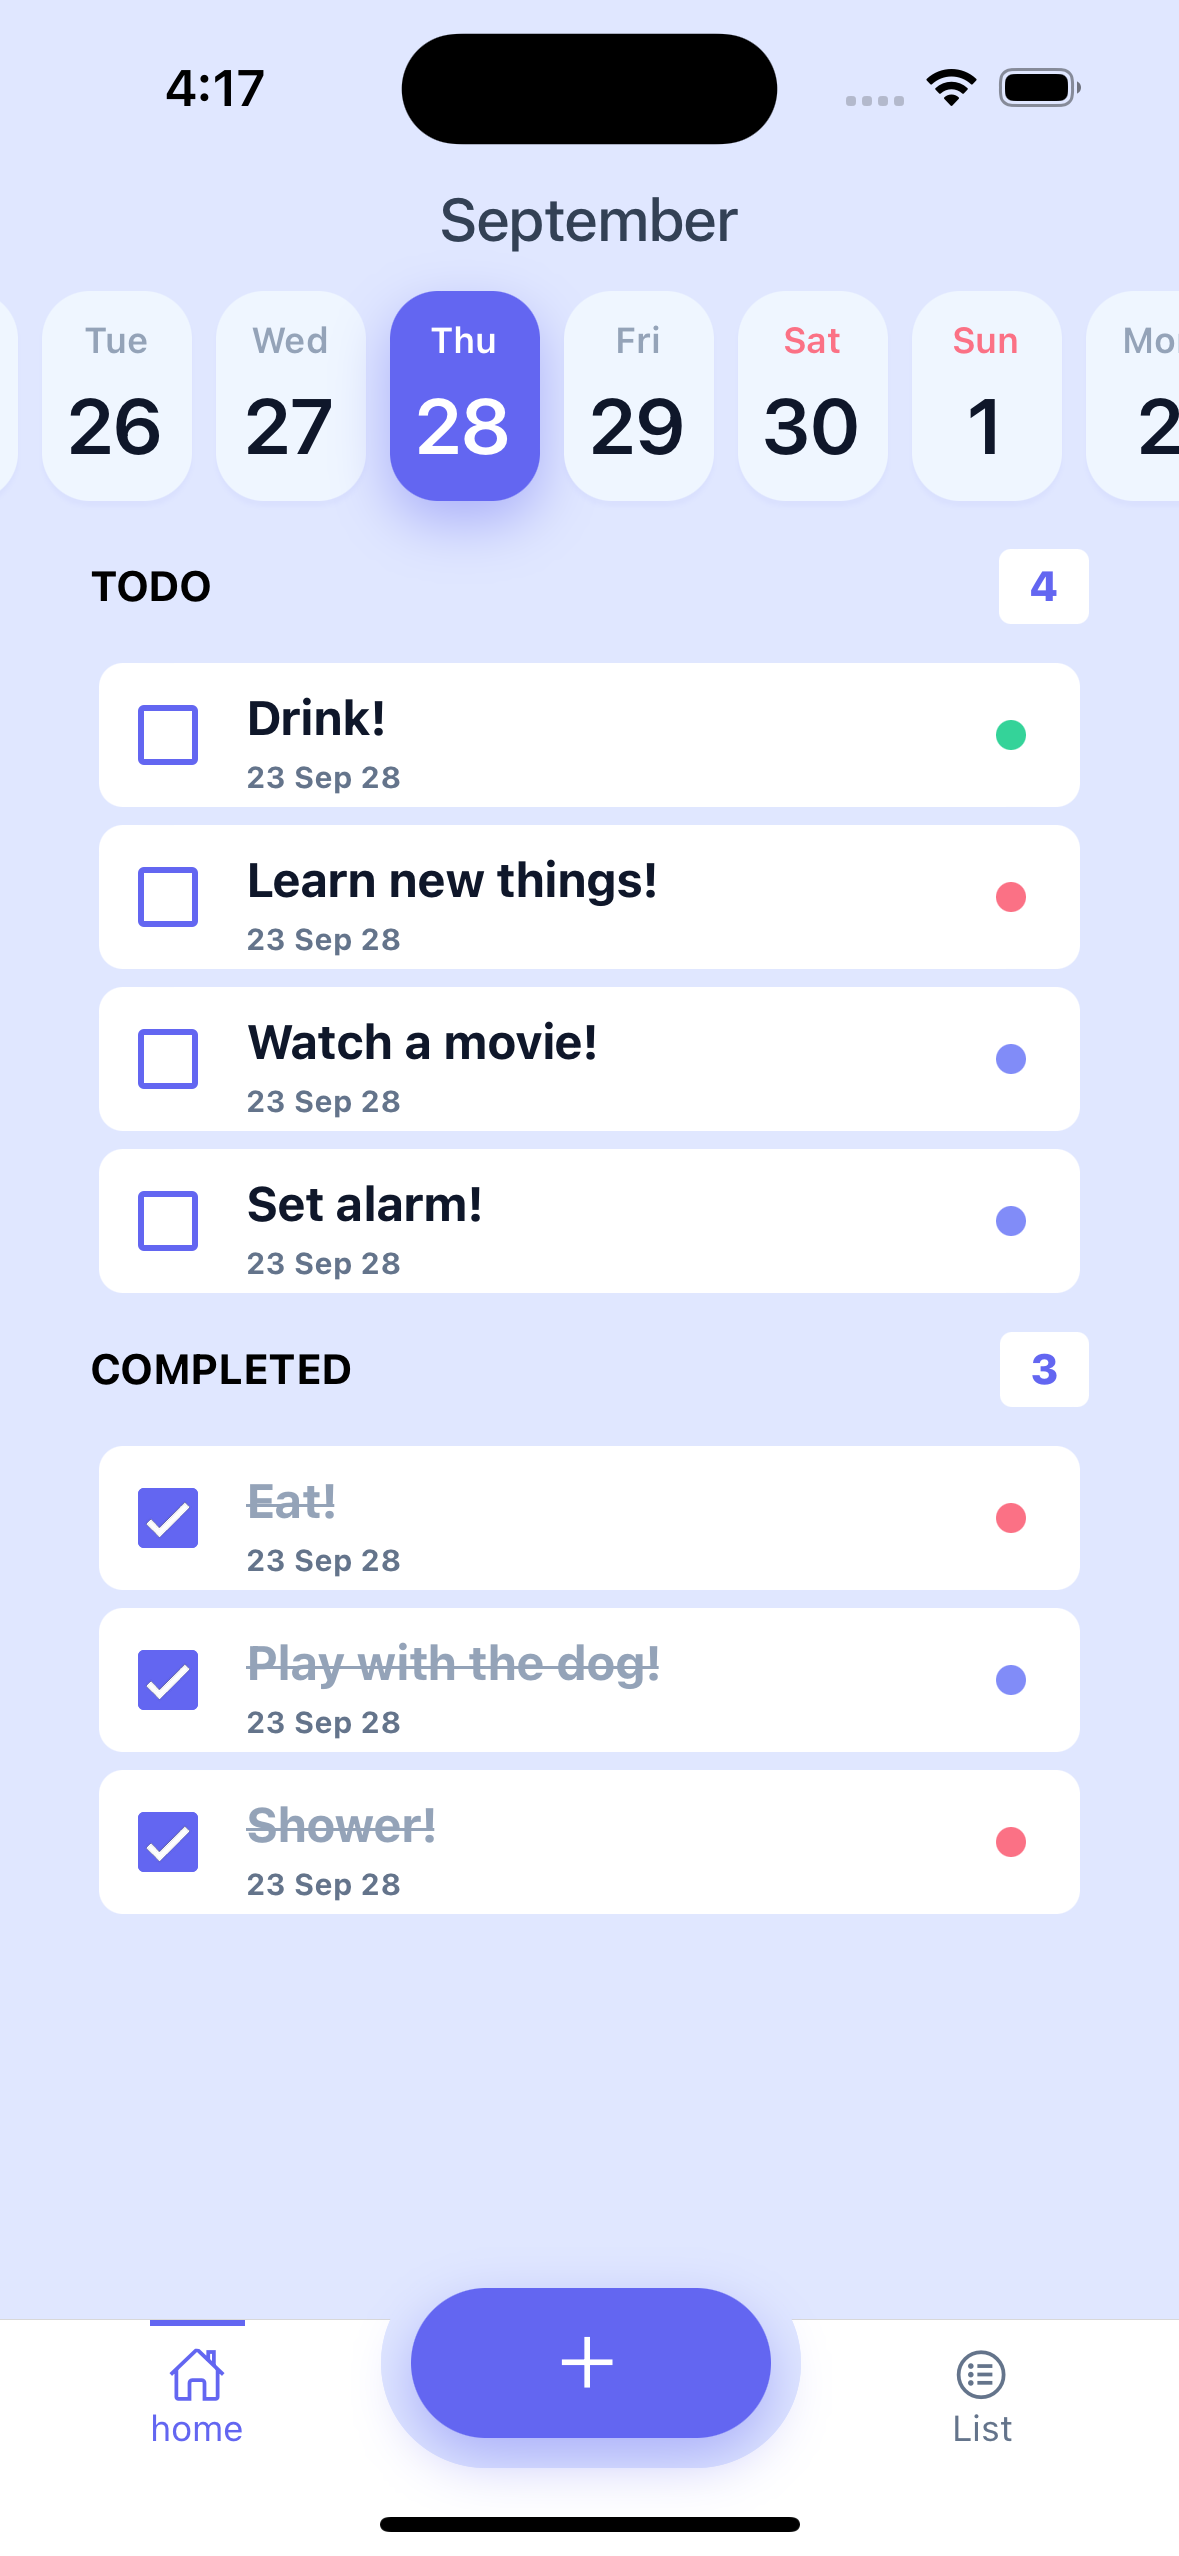 4:17
September
Tue Wed Thu Fri Sat Sun Mon
26 27 28 29 30 1 2
TODO 4
Drink!
23 Sep 28
Learn new things!
23 Sep 28
Watch a movie!
23 Sep 28
Set alarm!
23 Sep 28
COMPLETED 3
Eat!
23 Sep 28
Play with the dog!
23 Sep 28
Shower!
23 Sep 28
home List